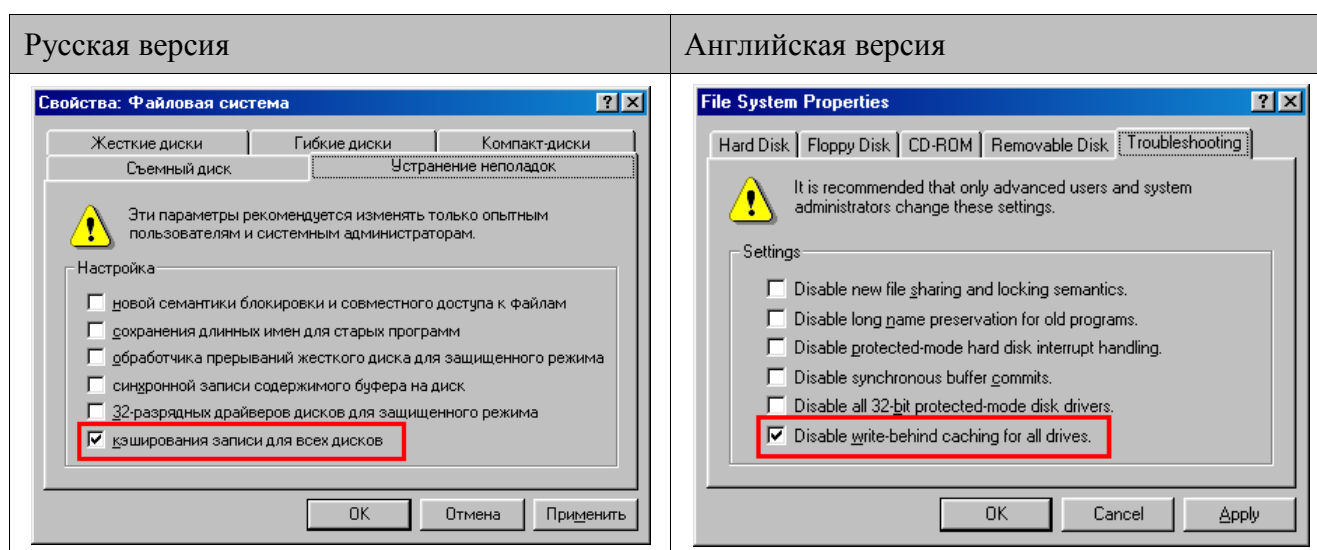 Русская версия
Английская версия
Свойства: Файловая система
Жесткие диски
Гибкие диски
Компакт-диски
Съемный диск
Устранение неполадок
Эти параметры рекомендуется изменять только опытным
пользователям и системным администраторам.
Настройка
новой семантики блокировки и совместного доступа к файлам
сохранения длинных имен для старых программ
обработчика прерываний жесткого диска для защищенного режима
синхронной записи содержимого буфера на диск
32-разрядных драйверов дисков для защищенного режима
кэширования записи для всех дисков
OK
Отмена
Применить
File System Properties
Hard Disk
Floppy Disk
CD-ROM
Removable Disk
Troubleshooting
It is recommended that only advanced users and system
administrators change these settings.
Settings
Disable new file sharing and locking semantics.
Disable long name preservation for old programs.
Disable protected-mode hard disk interrupt handling.
Disable synchronous buffer commits.
Disable all 32-bit protected-mode disk drivers.
Disable write-behind caching for all drives.
OK
Cancel
Apply